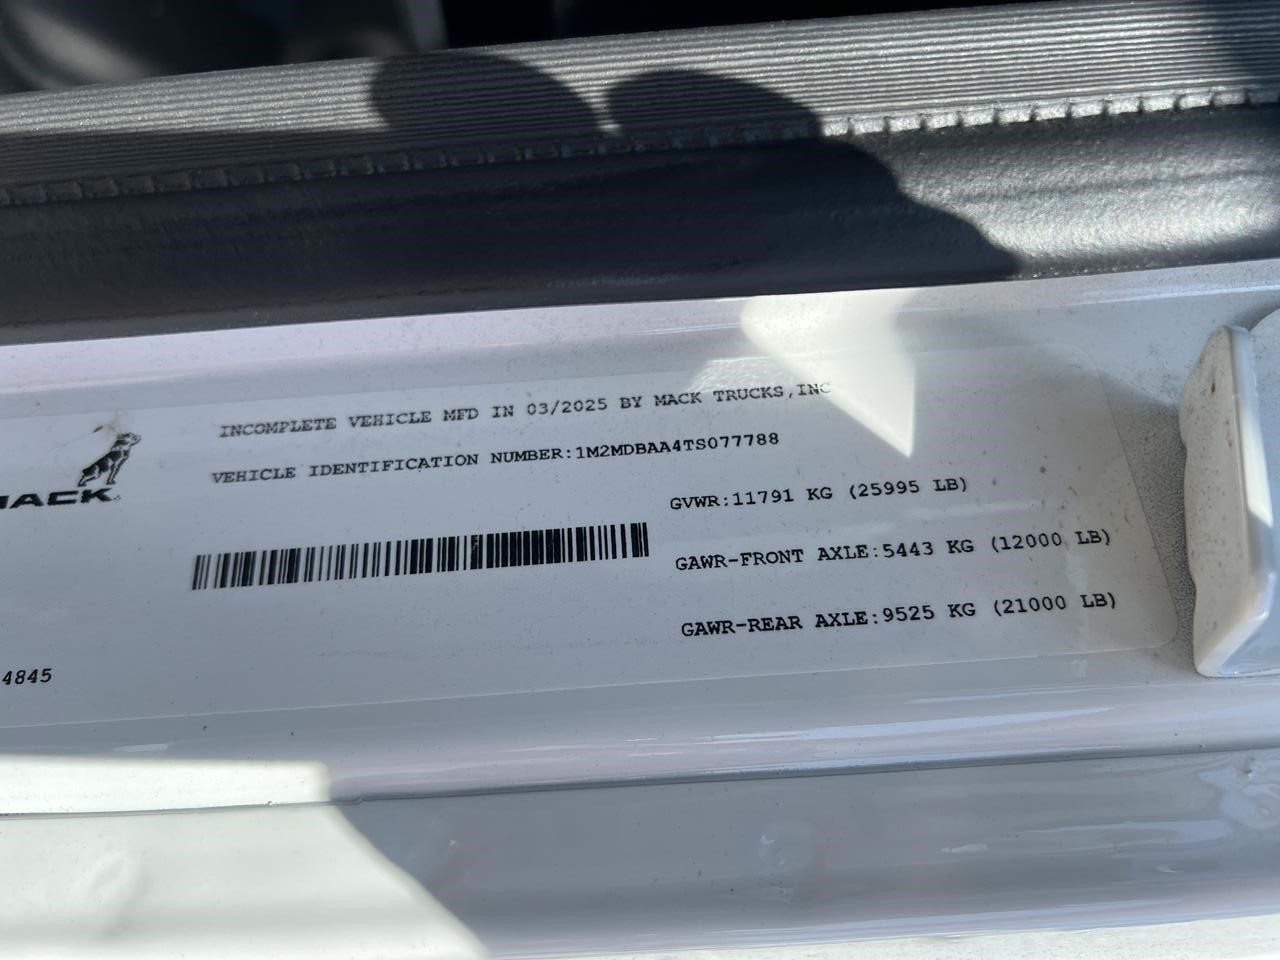 INCOMPLETE VEHICLE MFD IN 03/2025 BY MACK TRUCKS,INC
VEHICLE IDENTIFICATION NUMBER:1M2MDBAA4TS077788
MACK
GVWR:11791 KG (25995 LB)
GAWR-FRONT AXLE:5443 KG (12000 LB)
GAWR-REAR AXLE:9525 KG (21000 LB)
4845